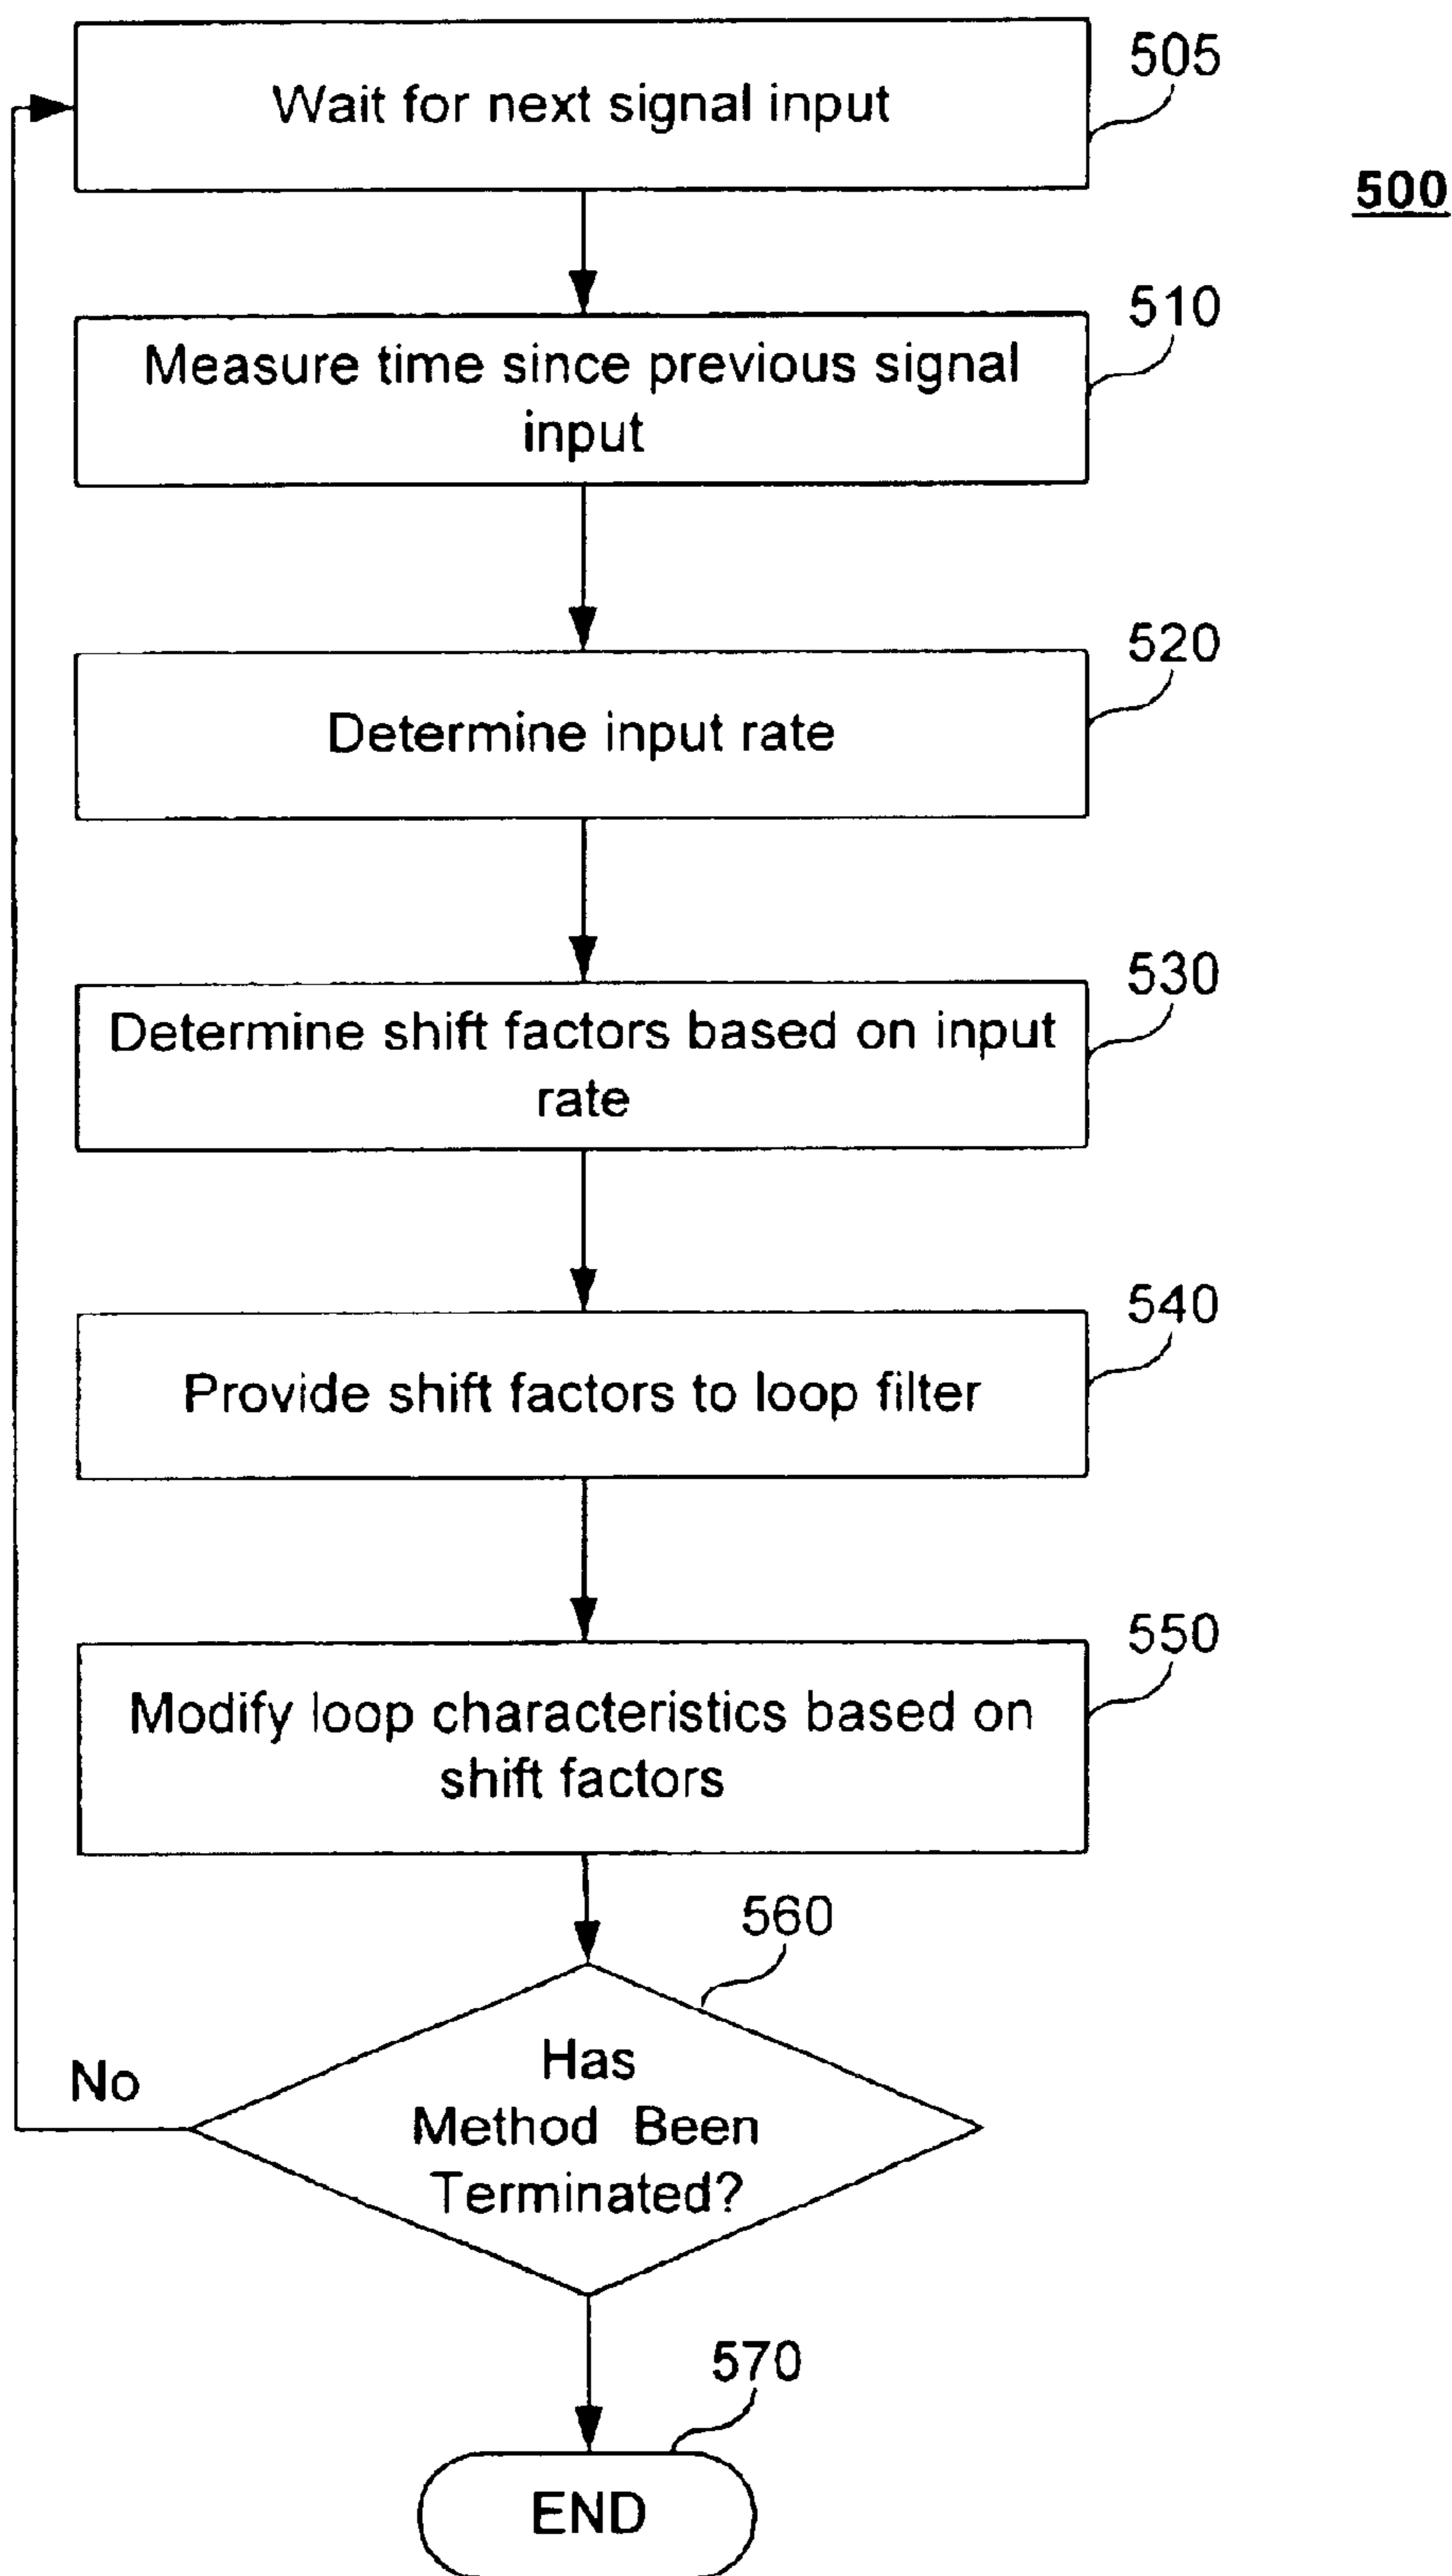 Wait for next signal input
505
500
Measure time since previous signal
input
510
Determine input rate
520
Determine shift factors based on input
rate
530
Provide shift factors to loop filter
540
Modify loop characteristics based on
shift factors
550
560
Has
Method Been
Terminated?
No
570
END